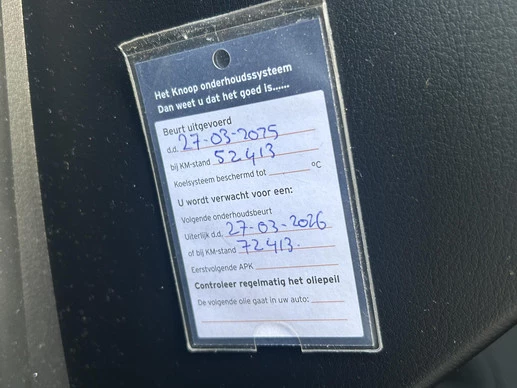 Het Knoop onderhoudssysteem
Dan weet u dat het goed is......
Beurt uitgevoerd
d.d. 27-03-2025
bij KM-stand 52413
Koelsysteem beschermd tot °C
U wordt verwacht voor een:
Volgende onderhoudsbeurt
Uiterlijk d.d. 27-03-2026
of bij KM-stand 72413.
Eerstvolgende APK
Controleer regelmatig het oliepeil
De volgende olie gaat in uw auto: